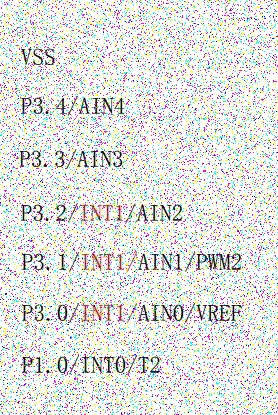 VSS
P3.4/AIN4
P3.3/AIN3
P3.2/INT1/AIN2
P3.1/INT1/AIN1/PWM2
P3.0/INT1/AIN0/VREF
P1.0/INT0/T2